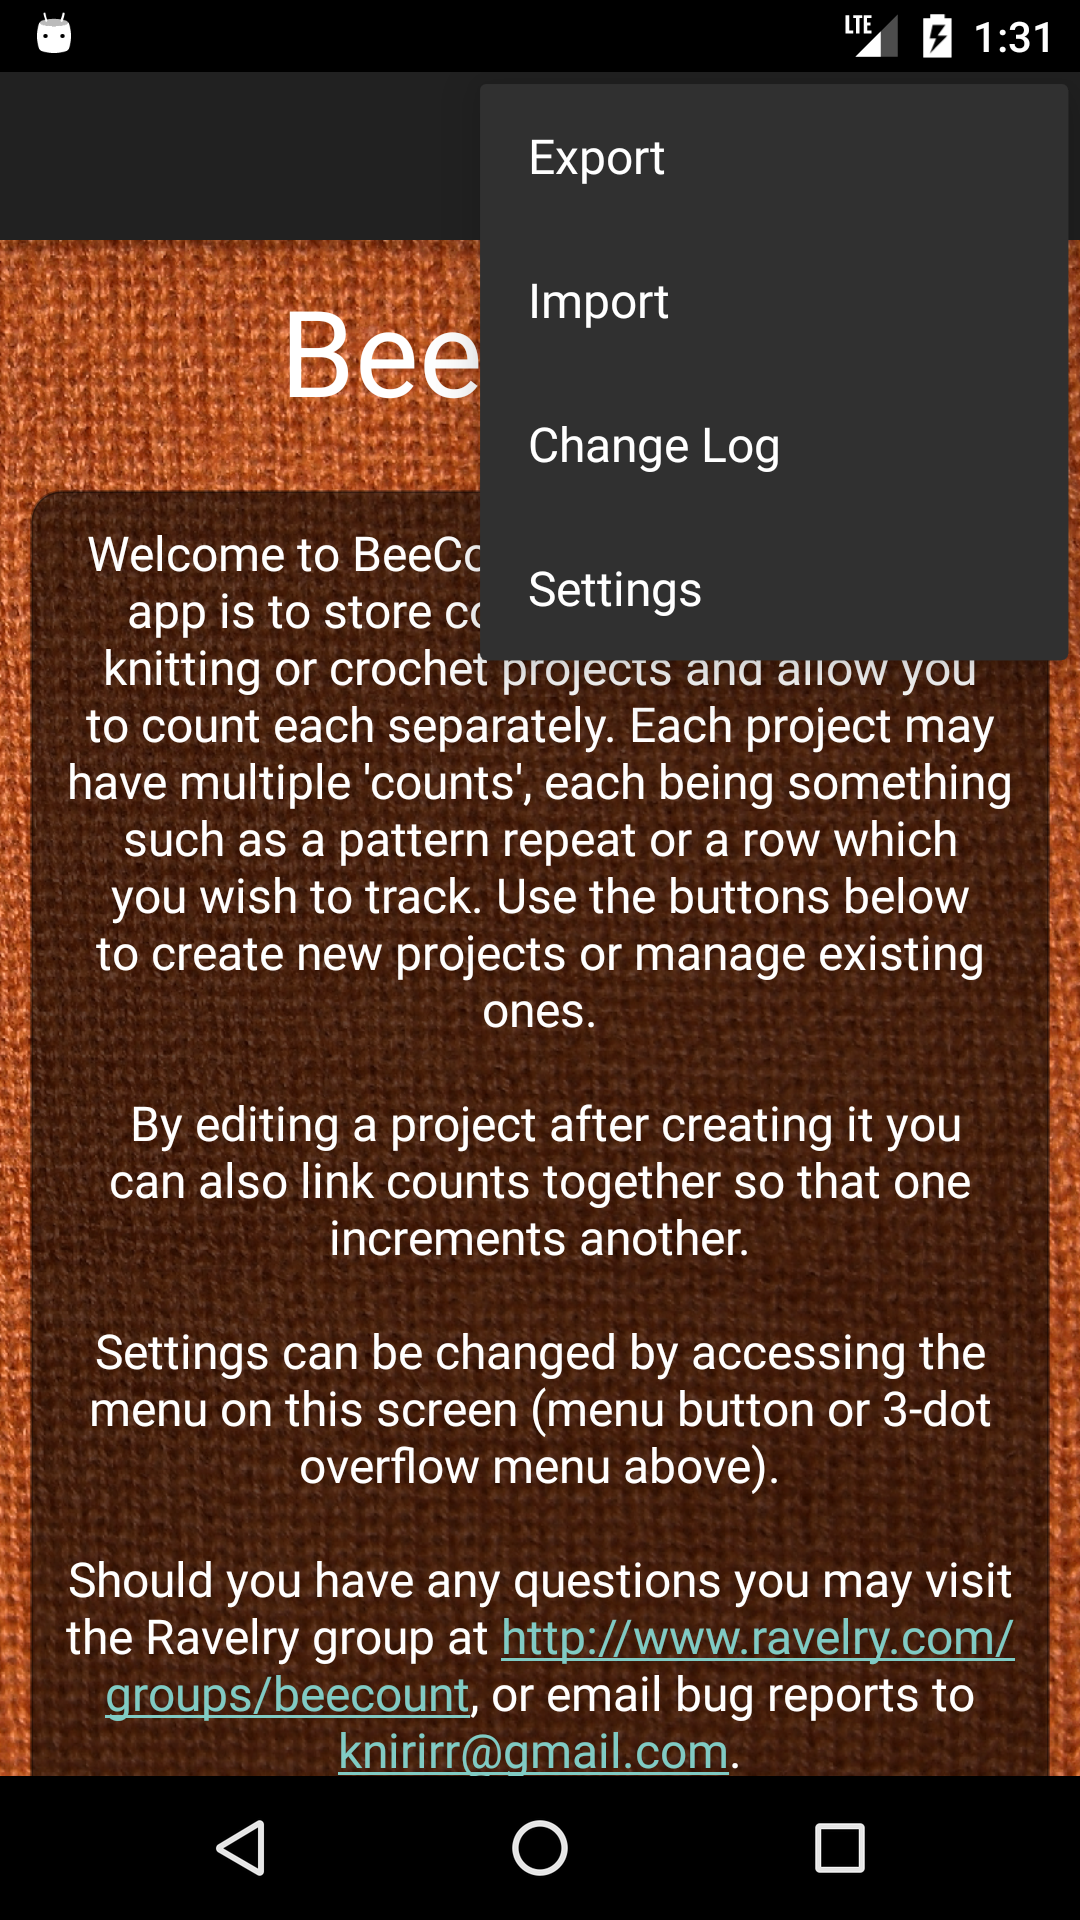 LTE 1:31
Export
Import
Change Log
Settings
Bee
Welcome to
app is to store
knitting or crochet projects and allow you
to count each separately. Each project may
have multiple 'counts', each being something
such as a pattern repeat or a row which
you wish to track. Use the buttons below
to create new projects or manage existing
ones.
By editing a project after creating it you
can also link counts together so that one
increments another.
Settings can be changed by accessing the
menu on this screen (menu button or 3-dot
overflow menu above).
Should you have any questions you may visit
the Ravelry group at http://www.ravelry.com/
groups/beecount, or email bug reports to
knirirr@gmail.com.